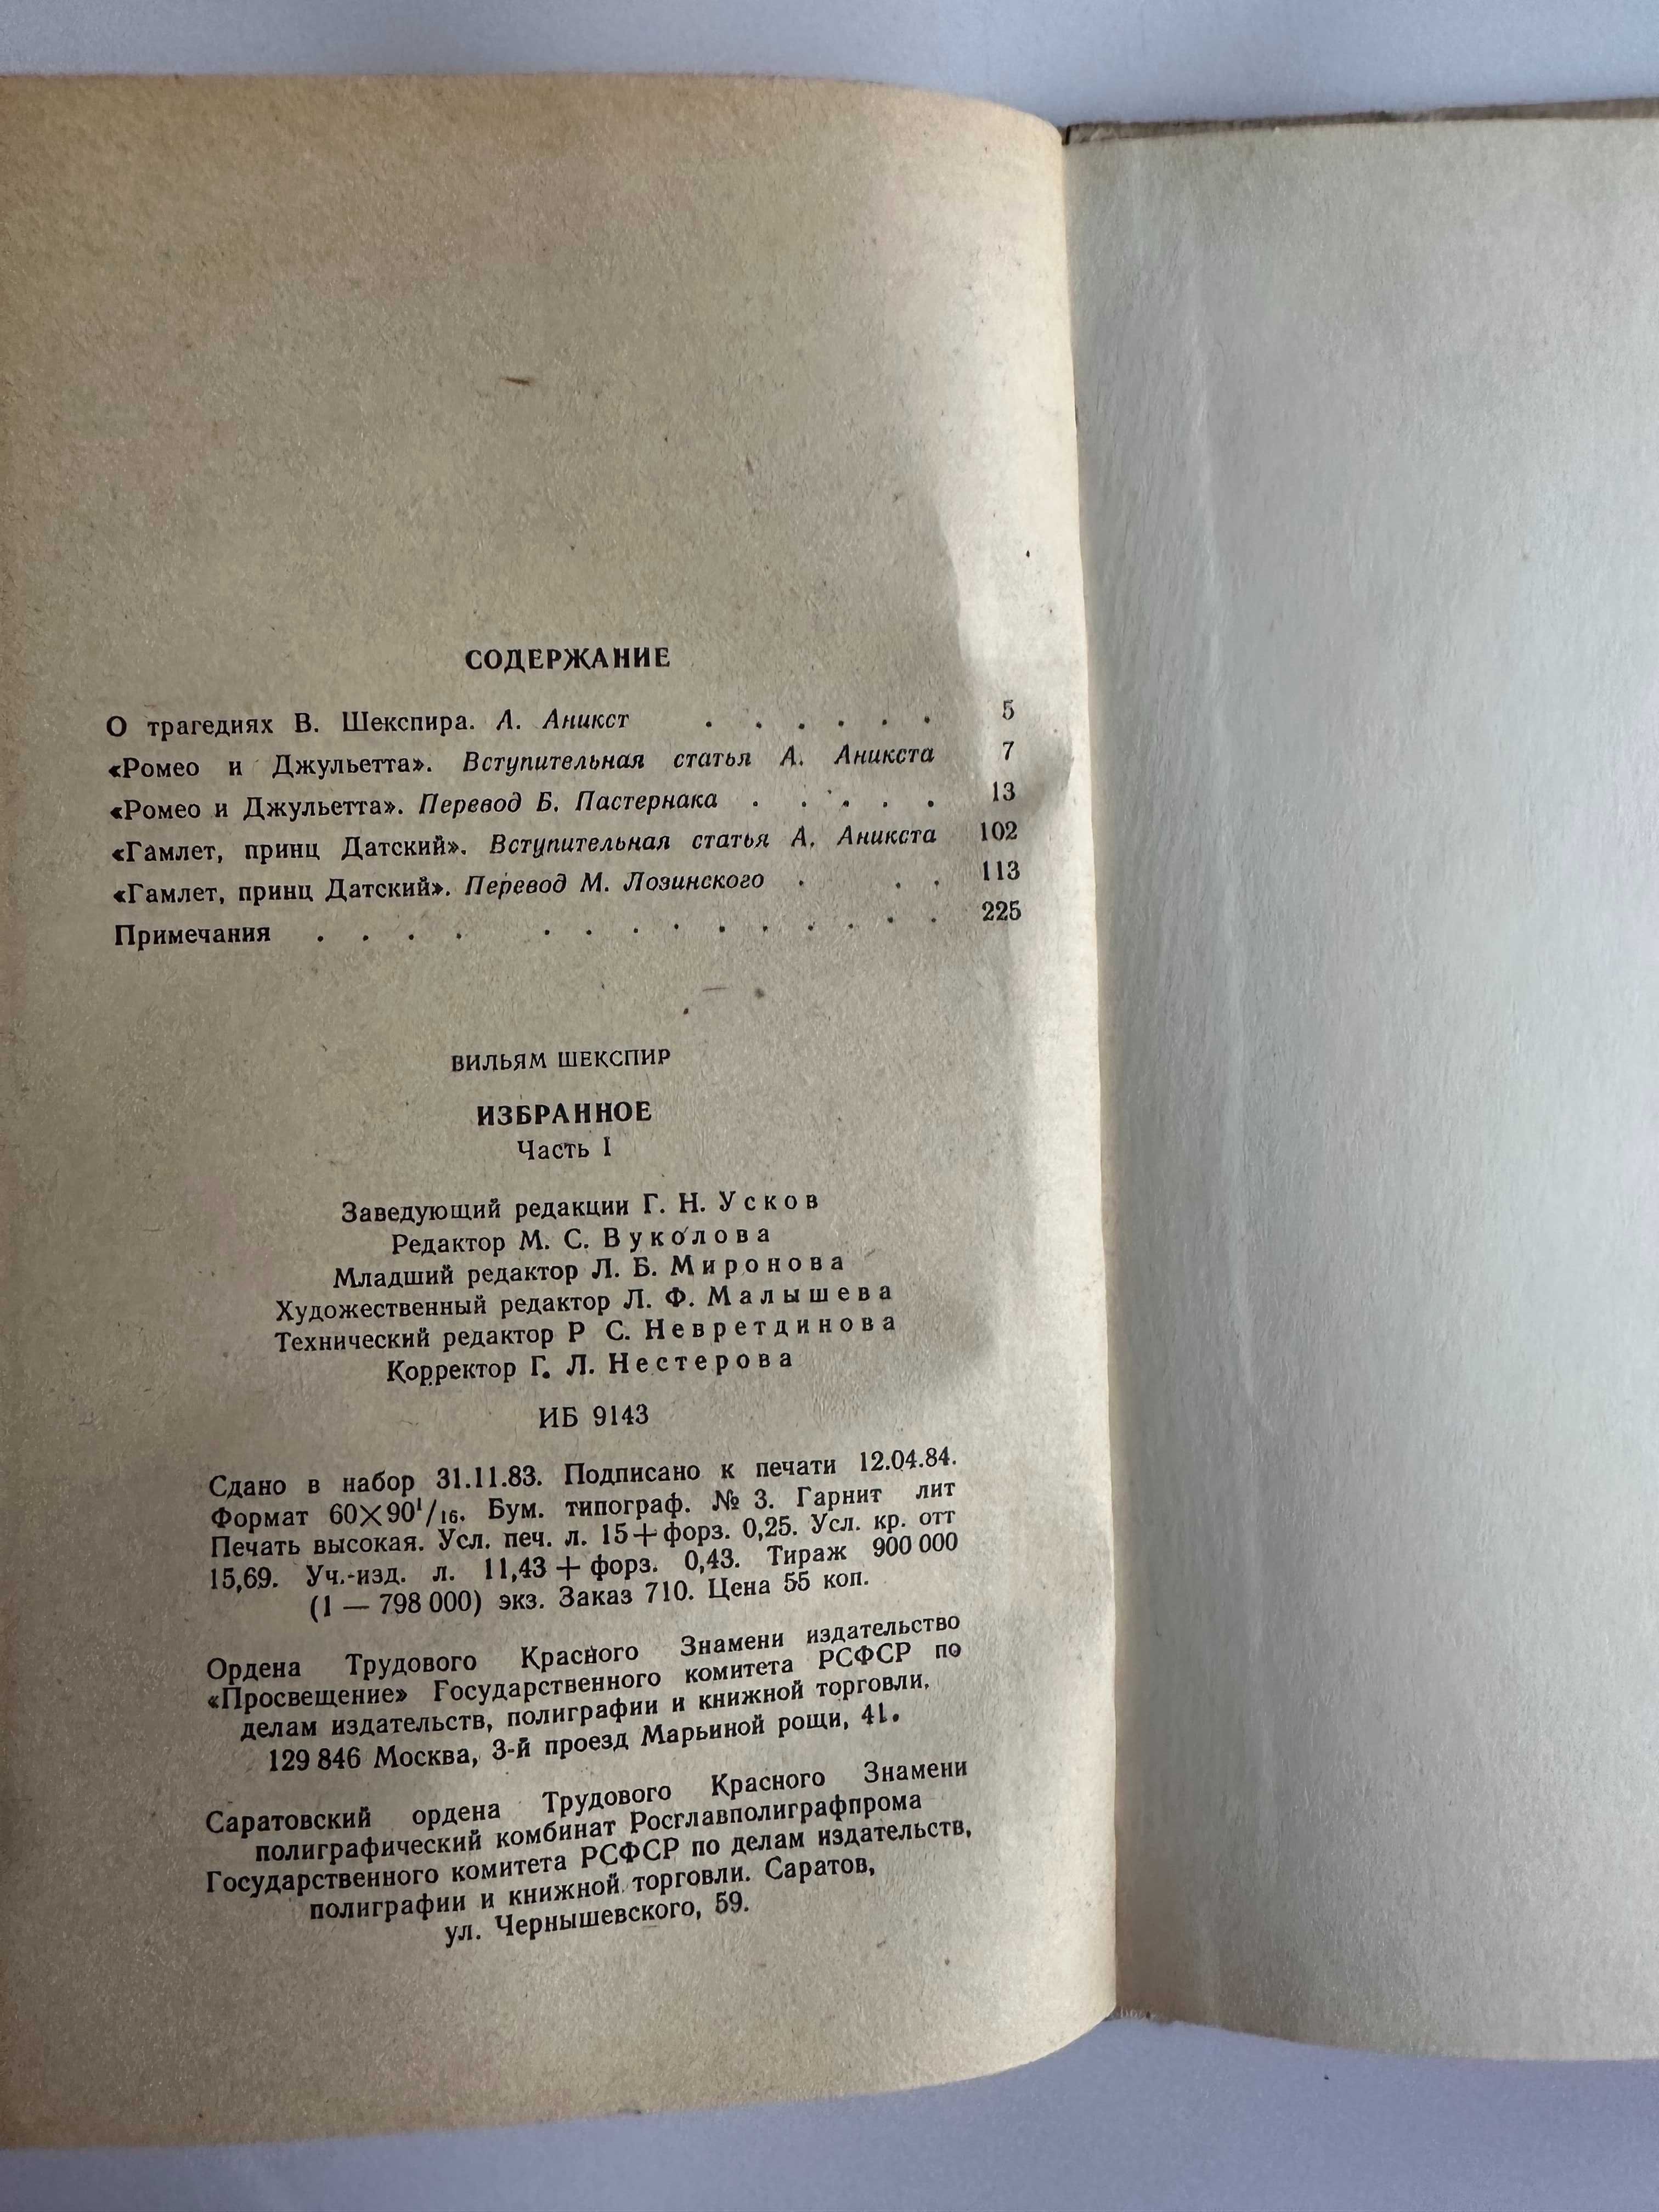 СОДЕРЖАНИЕ
О трагедиях В. Шекспира. А. Аникст . . . . . . 5
«Ромео и Джульетта». Вступительная статья А. Аникста 7
«Ромео и Джульетта». Перевод Б. Пастернака . . . . . 13
«Гамлет, принц Датский». Вступительная статья А. Аникста 102
«Гамлет, принц Датский». Перевод М. Лозинского . . . 113
Примечания . . . . . . . . . . . . . . 225
ВИЛЬЯМ ШЕКСПИР
ИЗБРАННОЕ
Часть I
Заведующий редакции Г. Н. Усков
Редактор М. С. Вуколова
Младший редактор Л. Б. Миронова
Художественный редактор Л. Ф. Малышева
Технический редактор Р С. Невретдинова
Корректор Г. Л. Нестерова
ИБ 9143
Сдано в набор 31.11.83. Подписано к печати 12.04.84.
Формат 60×90¹/₁₆. Бум. типограф. № 3. Гарнит лит
Печать высокая. Усл. печ. л. 15+форз. 0,25. Усл. кр. отт
15,69. Уч.-изд. л. 11,43 + форз. 0,43. Тираж 900 000
(1 — 798 000) экз. Заказ 710. Цена 55 коп.
Ордена Трудового Красного Знамени издательство
«Просвещение» Государственного комитета РСФСР по
делам издательств, полиграфии и книжной торговли.
129 846 Москва, 3-й проезд Марьиной рощи, 41.
Саратовский ордена Трудового Красного Знамени
полиграфический комбинат Росглавполиграфпрома
Государственного комитета РСФСР по делам издательств,
полиграфии и книжной торговли. Саратов,
ул. Чернышевского, 59.